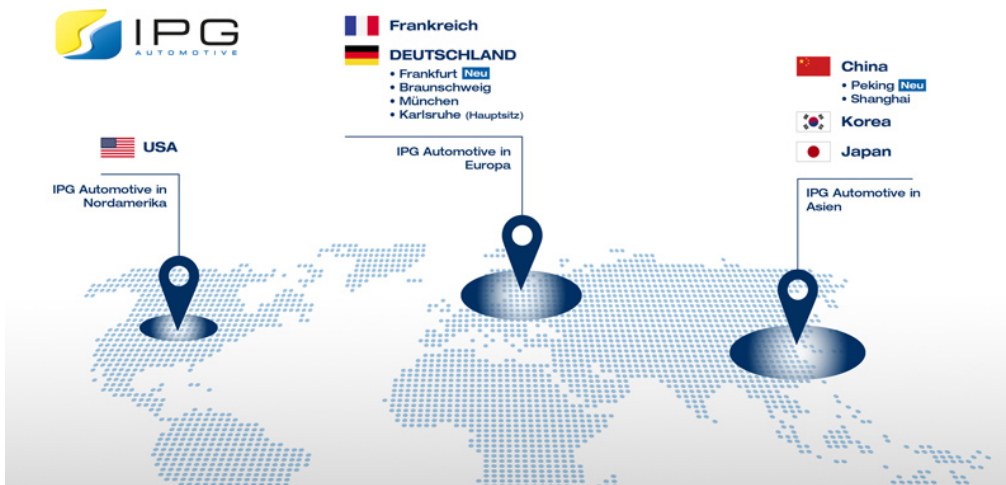 IPG
AUTOMOTIVE
USA
IPG Automotive in
Nordamerika
Frankreich
DEUTSCHLAND
• Frankfurt Neu
• Braunschweig
• München
• Karlsruhe (Hauptsitz)
IPG Automotive in
Europa
China
• Peking Neu
• Shanghai
Korea
Japan
IPG Automotive in
Asien